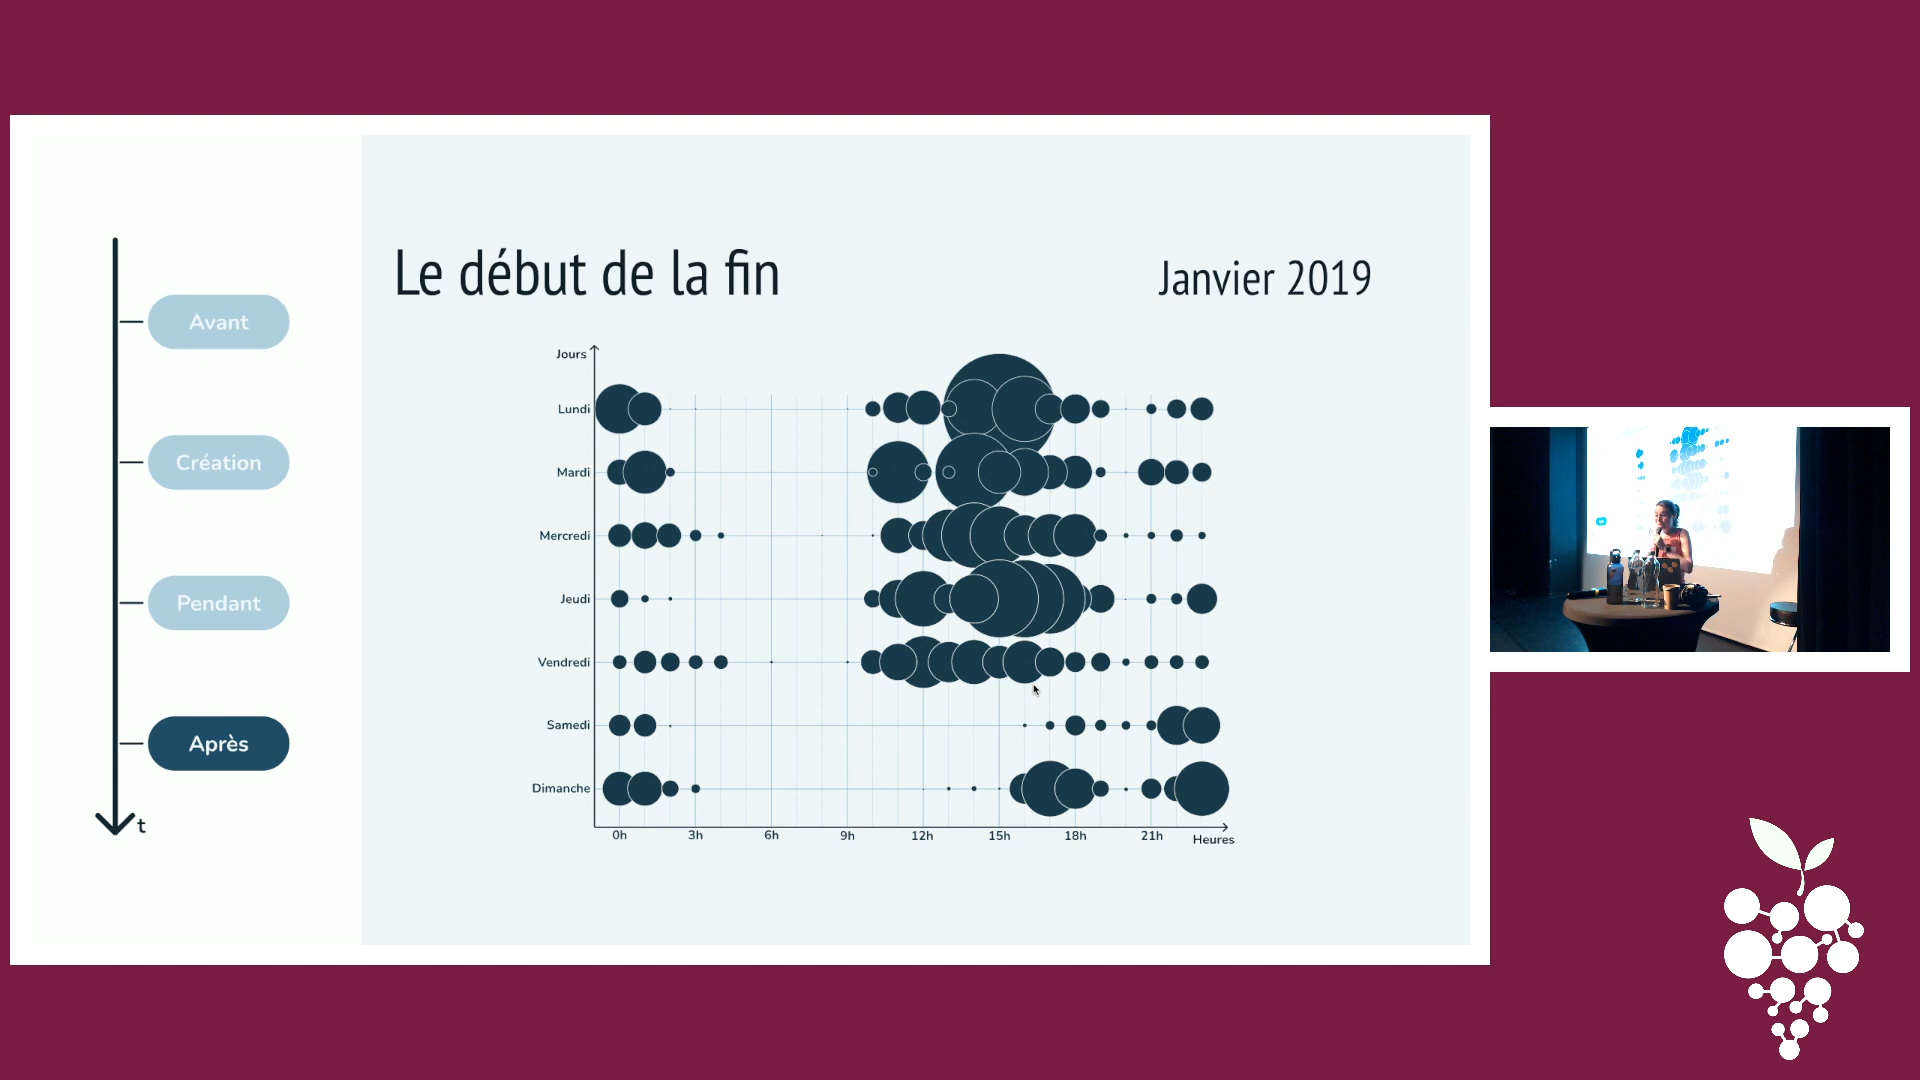 Avant
Création
Pendant
Après
t
Le début de la fin
Janvier 2019
Jours
Lundi
Mardi
Mercredi
Jeudi
Vendredi
Samedi
Dimanche
0h 3h 6h 9h 12h 15h 18h 21h
Heures